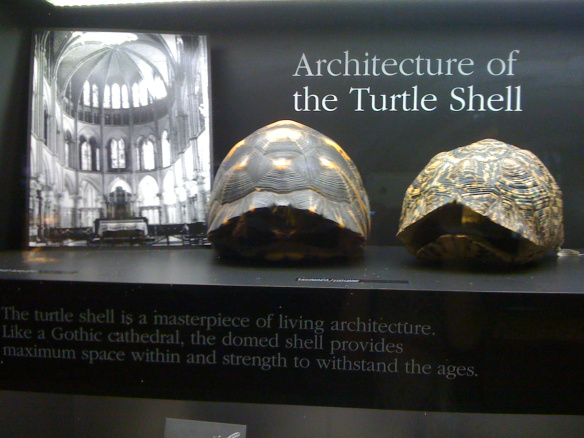 Architecture of
the Turtle Shell
The turtle shell is a masterpiece of living architecture.
Like a Gothic cathedral, the domed shell provides
maximum space within and strength to withstand the ages.